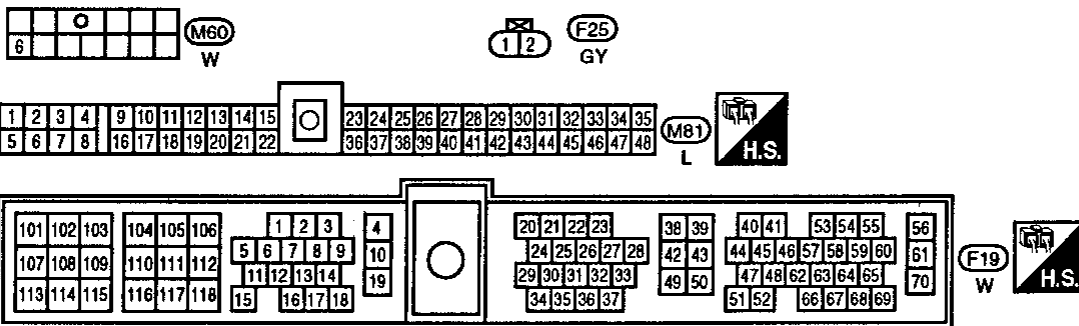 6
M60
W
1 2
F25
GY
1 2 3 4 9 10 11 12 13 14 15 23 24 25 26 27 28 29 30 31 32 33 34 35
5 6 7 8 16 17 18 19 20 21 22 36 37 38 39 40 41 42 43 44 45 46 47 48
M81
L
H.S.
101 102 103 104 105 106 1 2 3 4 20 21 22 23 38 39 40 41 53 54 55 56
107 108 109 110 111 112 5 6 7 8 9 10 24 25 26 27 28 42 43 44 45 46 57 58 59 60 61
113 114 115 116 117 118 11 12 13 14 19 29 30 31 32 33 49 50 47 48 62 63 64 65 70
15 16 17 18 34 35 36 37 51 52 66 67 68 69
F19
W
H.S.